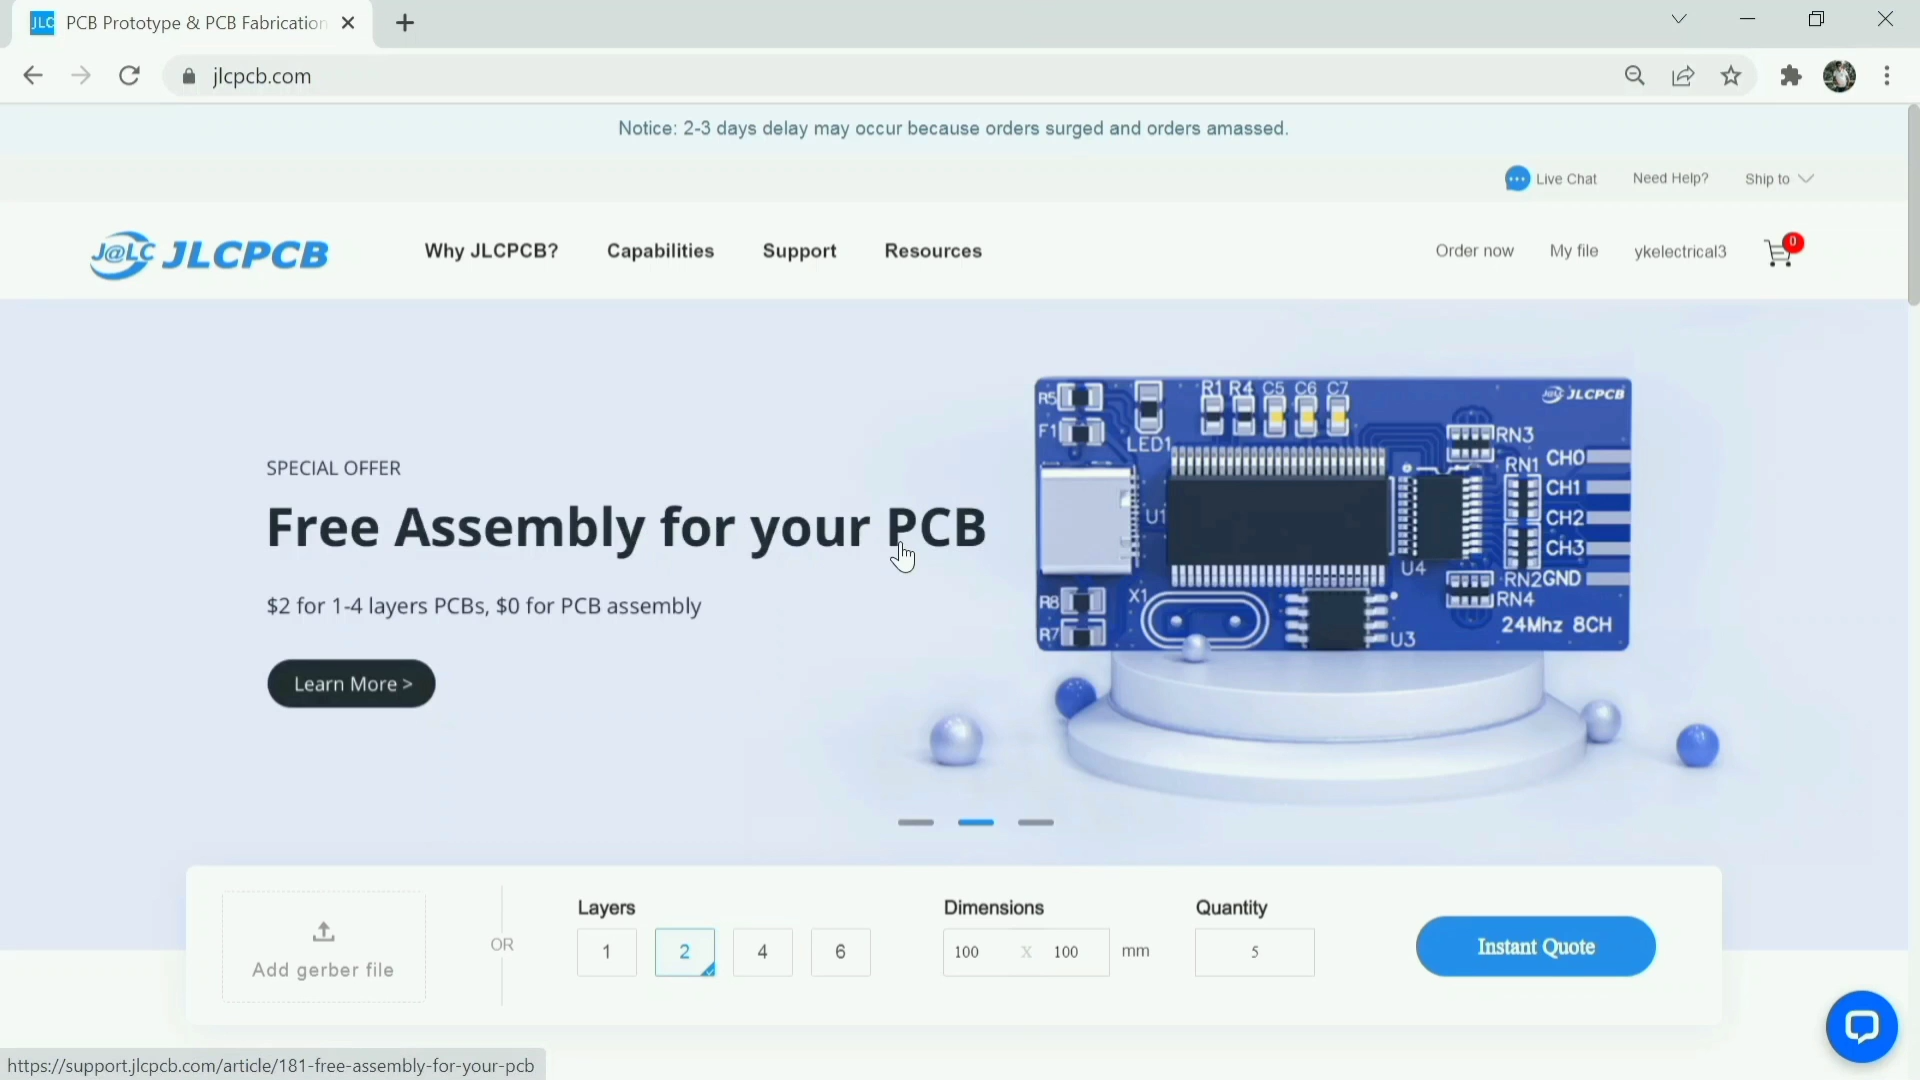 JLC PCB Prototype & PCB Fabrication
jlcpcb.com
Notice: 2-3 days delay may occur because orders surged and orders amassed.
Live Chat
Need Help?
Ship to
J@LC JLCPCB
Why JLCPCB?
Capabilities
Support
Resources
Order now
My file
ykelectrical3
0
SPECIAL OFFER
Free Assembly for your PCB
$2 for 1-4 layers PCBs, $0 for PCB assembly
Learn More >
R5
F1
LED1
R1 R4 C5 C6 C7
J@LC JLCPCB
RN3
RN1
CH0
CH1
CH2
CH3
RN2GND
RN4
U1
U4
X1
R8
R7
U3
24Mhz 8CH
Add gerber file
OR
Layers
1
2
4
6
Dimensions
100 X 100 mm
Quantity
5
Instant Quote
https://support.jlcpcb.com/article/181-free-assembly-for-your-pcb